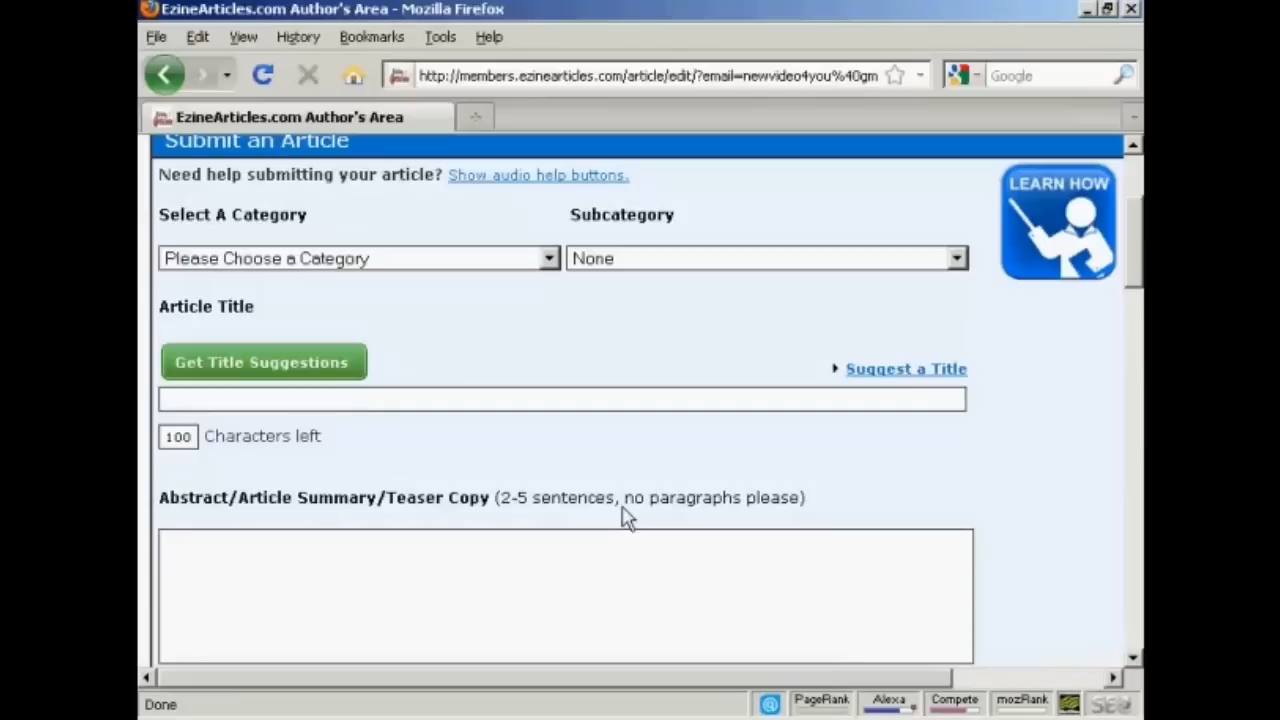 EzineArticles.com Author's Area - Mozilla Firefox
File Edit View History Bookmarks Tools Help
http://members.ezinearticles.com/article/edit/?email=newvideo4you%40gm
Google
EzineArticles.com Author's Area
Submit an Article
Need help submitting your article? Show audio help buttons.
LEARN HOW
Select A Category Subcategory
Please Choose a Category None
Article Title
Get Title Suggestions
Suggest a Title
100 Characters left
Abstract/Article Summary/Teaser Copy (2-5 sentences, no paragraphs please)
Done
PageRank Alexa Compete mozRank